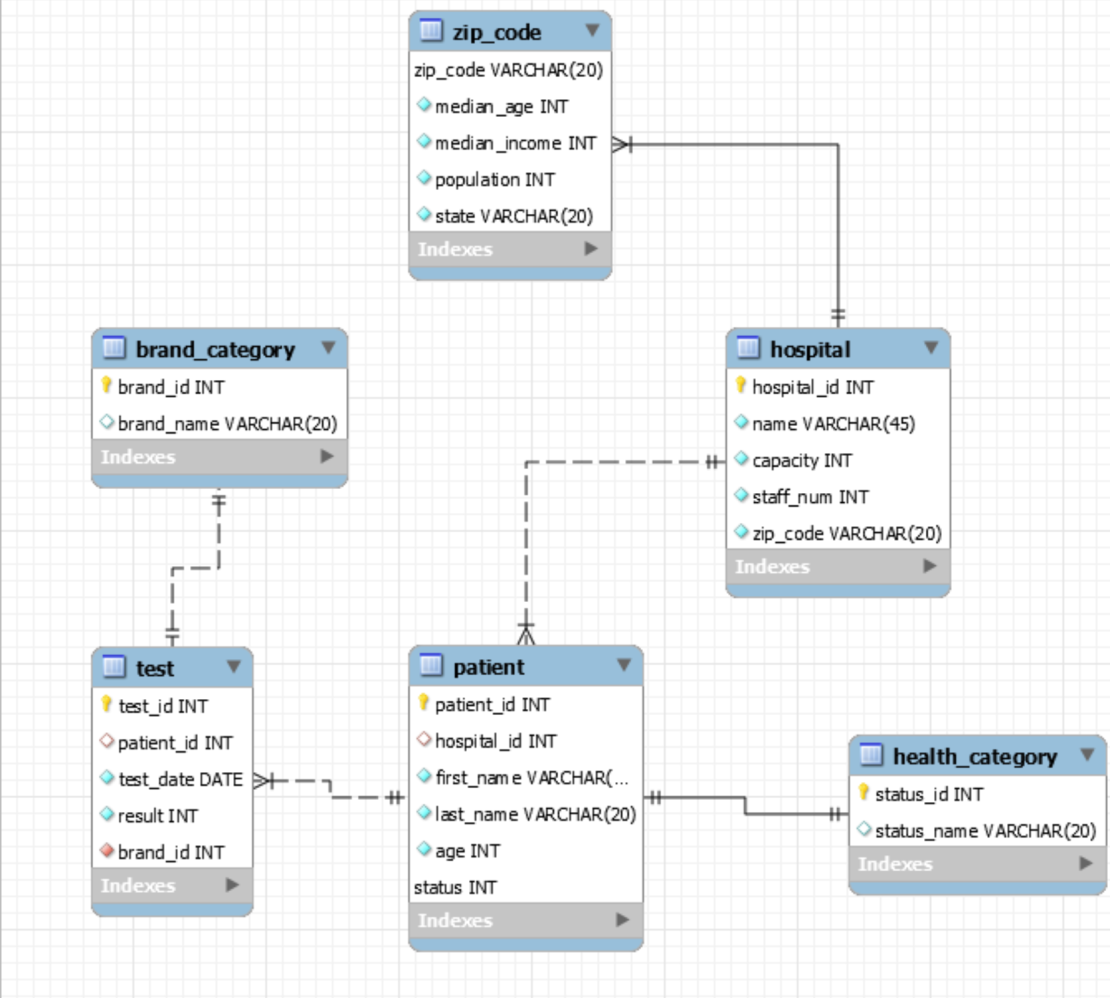 zip_code
zip_code VARCHAR(20)
median_age INT
median_income INT
population INT
state VARCHAR(20)
Indexes
brand_category
brand_id INT
brand_name VARCHAR(20)
Indexes
hospital
hospital_id INT
name VARCHAR(45)
capacity INT
staff_num INT
zip_code VARCHAR(20)
Indexes
test
test_id INT
patient_id INT
test_date DATE
result INT
brand_id INT
Indexes
patient
patient_id INT
hospital_id INT
first_name VARCHAR(...
last_name VARCHAR(20)
age INT
status INT
Indexes
health_category
status_id INT
status_name VARCHAR(20)
Indexes